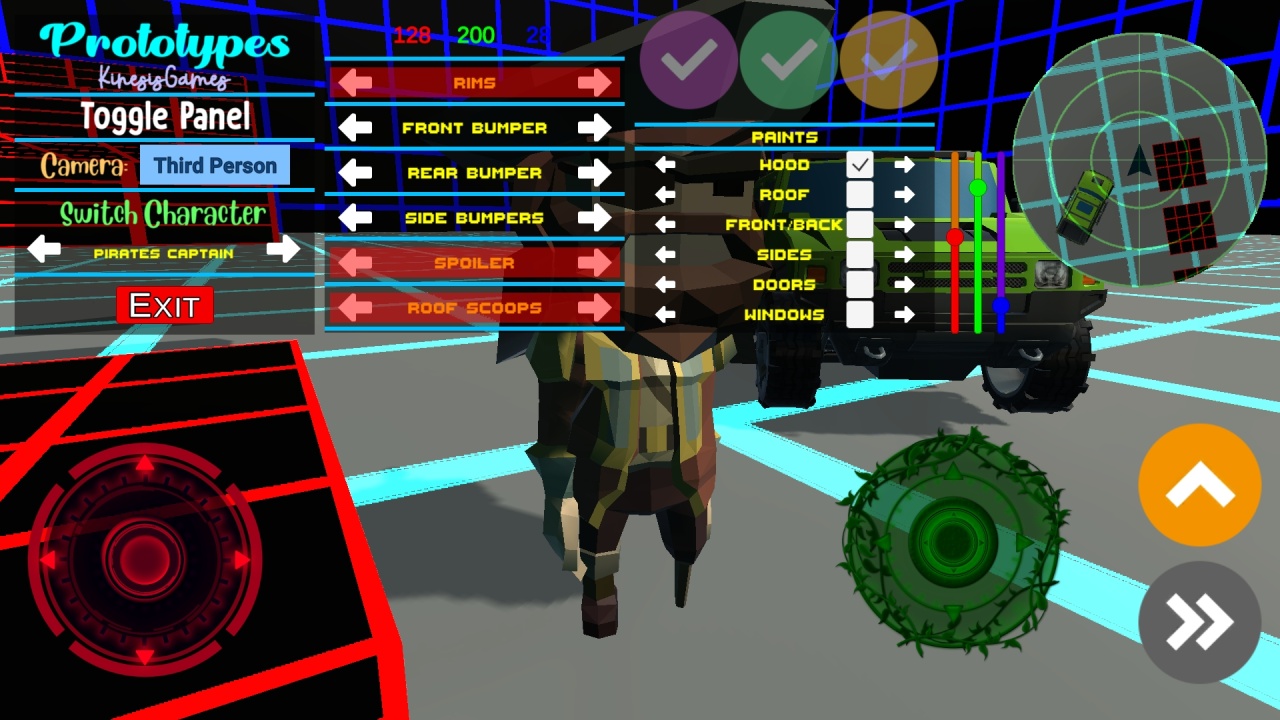 Prototypes
KinesisGames
Toggle Panel
Camera: Third Person
Switch Character
PIRATES CAPTAIN
EXIT
128 200 28
RIMS
FRONT BUMPER
REAR BUMPER
SIDE BUMPERS
SPOILER
ROOF SCOOPS
PAINTS
HOOD
ROOF
FRONT/BACK
SIDES
DOORS
WINDOWS